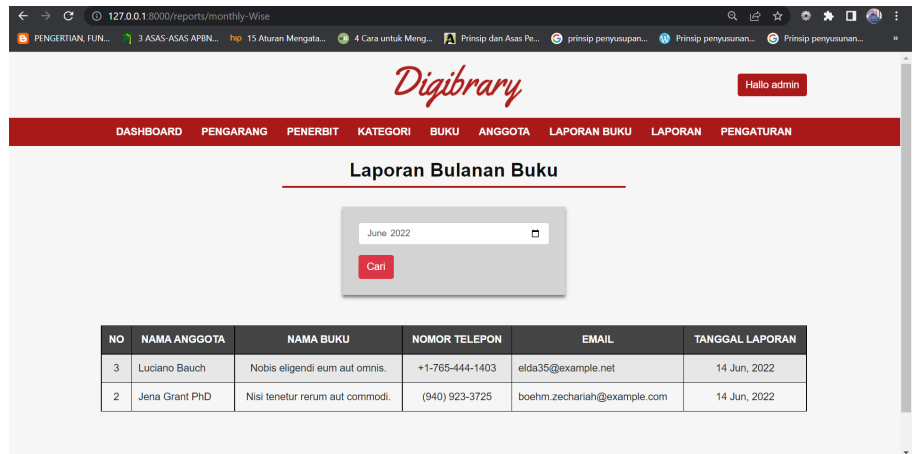 127.0.0.1:8000/reports/monthly-Wise
PENGERTIAN, FUN... 3 ASAS-ASAS APBN... hip 15 Aturan Mengata... 4 Cara untuk Meng... Prinsip dan Asas Pe... prinsip penyusupan... Prinsip penyusunan... Prinsip penyusunan... »
Digibrary
Hallo admin
DASHBOARD PENGARANG PENERBIT KATEGORI BUKU ANGGOTA LAPORAN BUKU LAPORAN PENGATURAN
Laporan Bulanan Buku
June 2022
Cari
NO NAMA ANGGOTA NAMA BUKU NOMOR TELEPON EMAIL TANGGAL LAPORAN
3 Luciano Bauch Nobis eligendi eum aut omnis. +1-765-444-1403 elda35@example.net 14 Jun, 2022
2 Jena Grant PhD Nisi tenetur rerum aut commodi. (940) 923-3725 boehm.zechariah@example.com 14 Jun, 2022